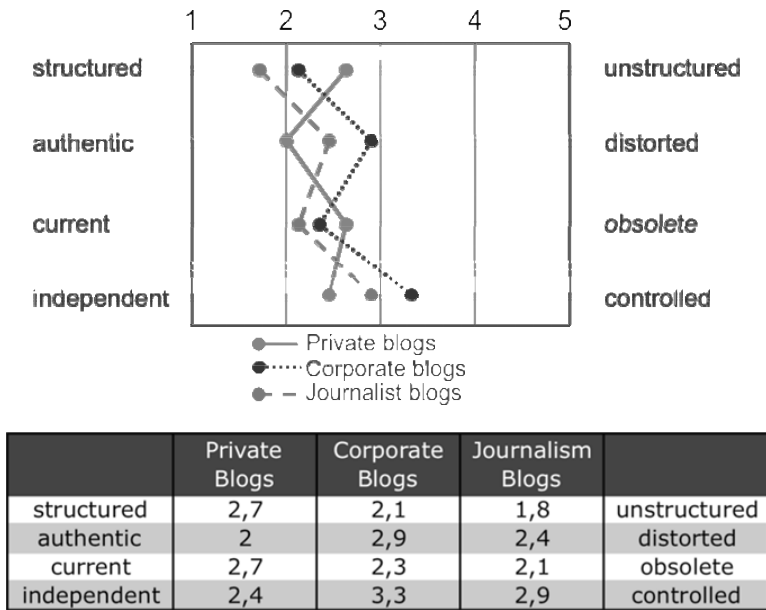 1 2 3 4 5
structured unstructured
authentic distorted
current obsolete
independent controlled
Private blogs
Corporate blogs
Journalist blogs
Private Corporate Journalism
Blogs Blogs Blogs
structured 2,7 2,1 1,8 unstructured
authentic 2 2,9 2,4 distorted
current 2,7 2,3 2,1 obsolete
independent 2,4 3,3 2,9 controlled